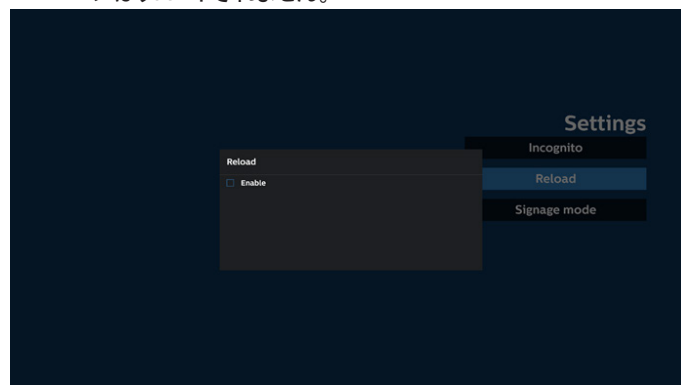 Settings
Incognito
Reload
Enable
Reload
Signage mode